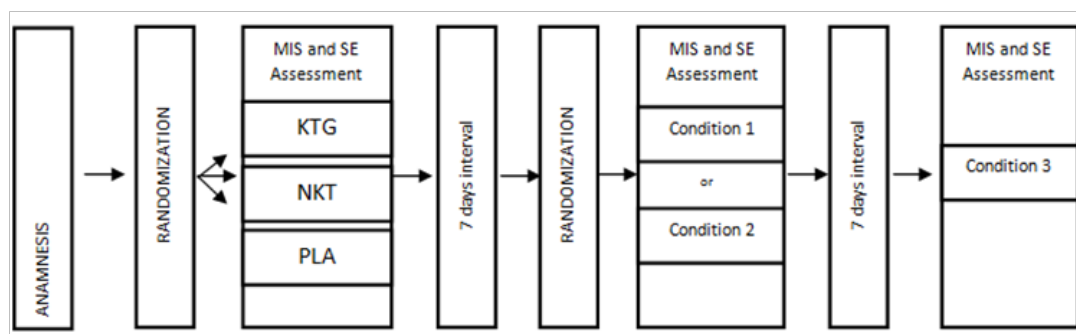 ANAMNESIS
RANDOMIZATION
MIS and SE
Assessment
KTG
NKT
PLA
7 days interval
RANDOMIZATION
MIS and SE
Assessment
Condition 1
or
Condition 2
7 days interval
MIS and SE
Assessment
Condition 3